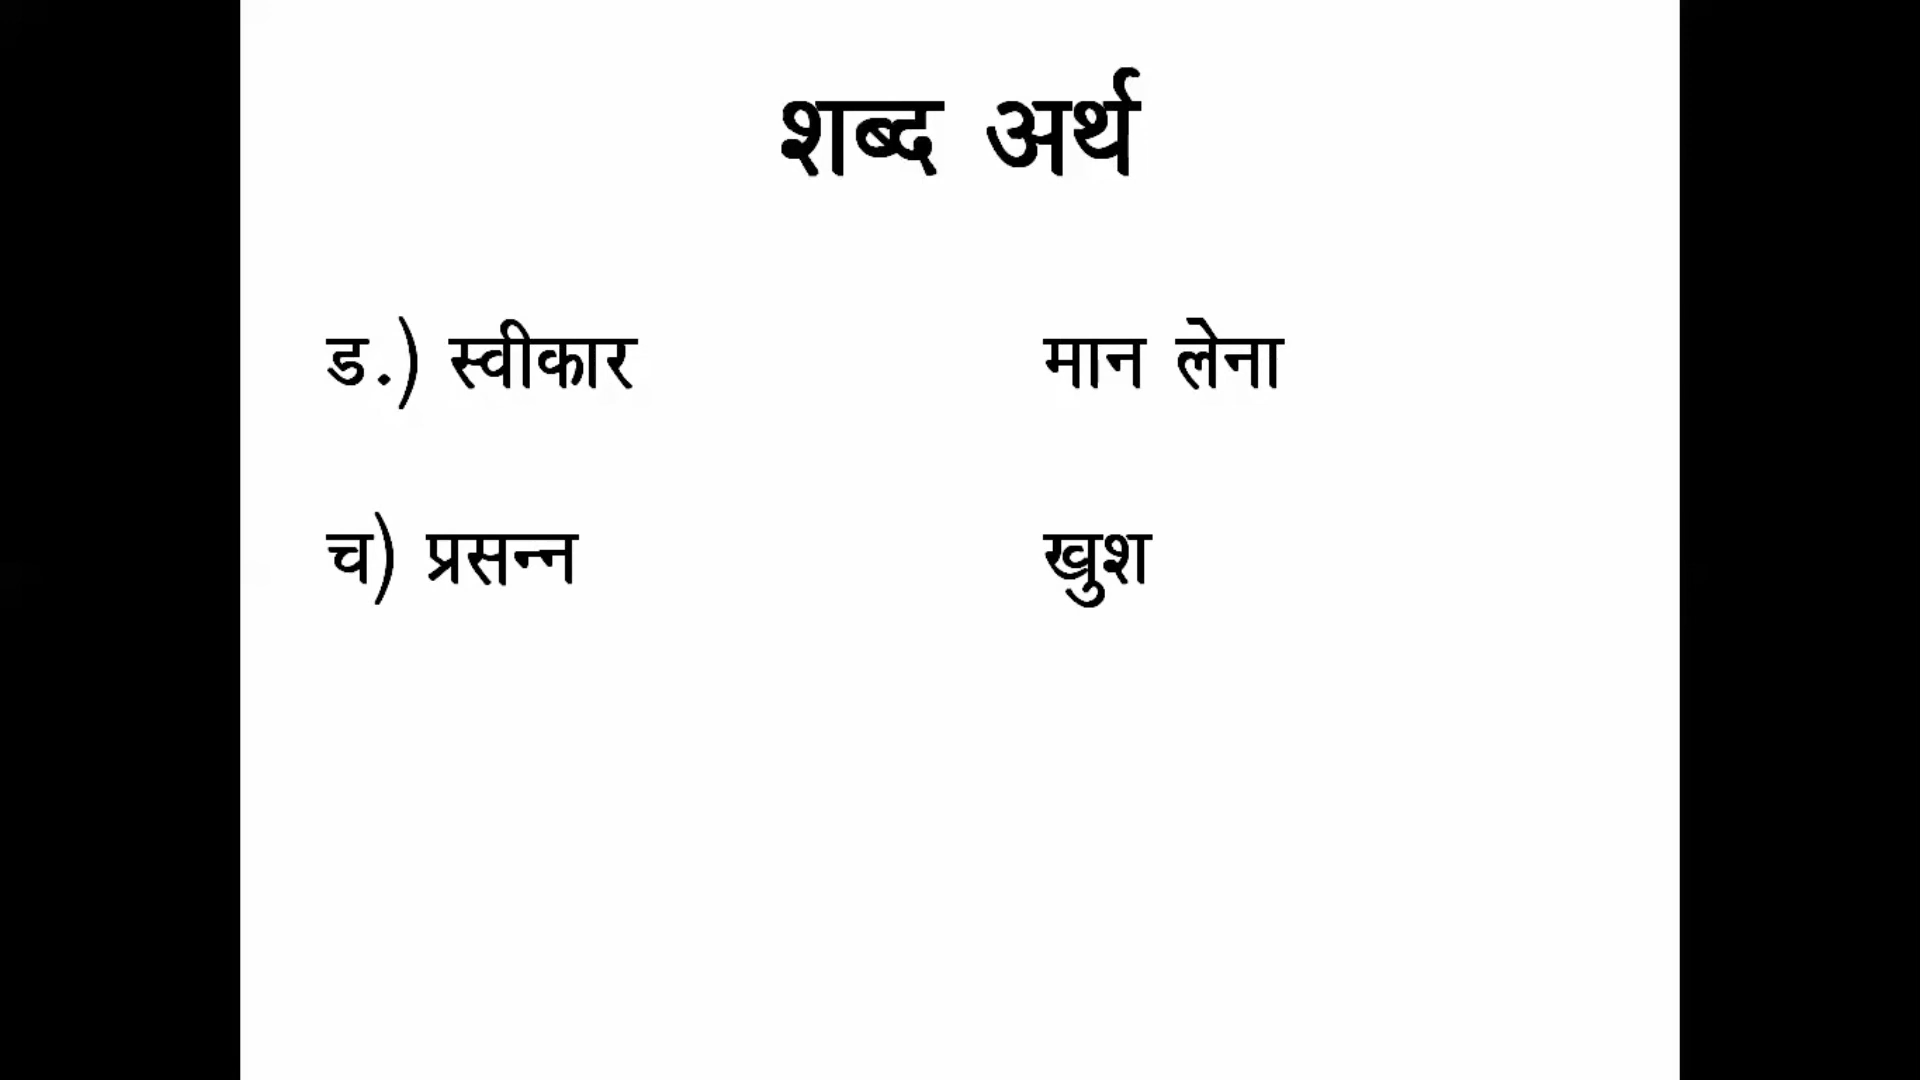 शब्द अर्थ
ड.) स्वीकार मान लेना
च) प्रसन्न खुश